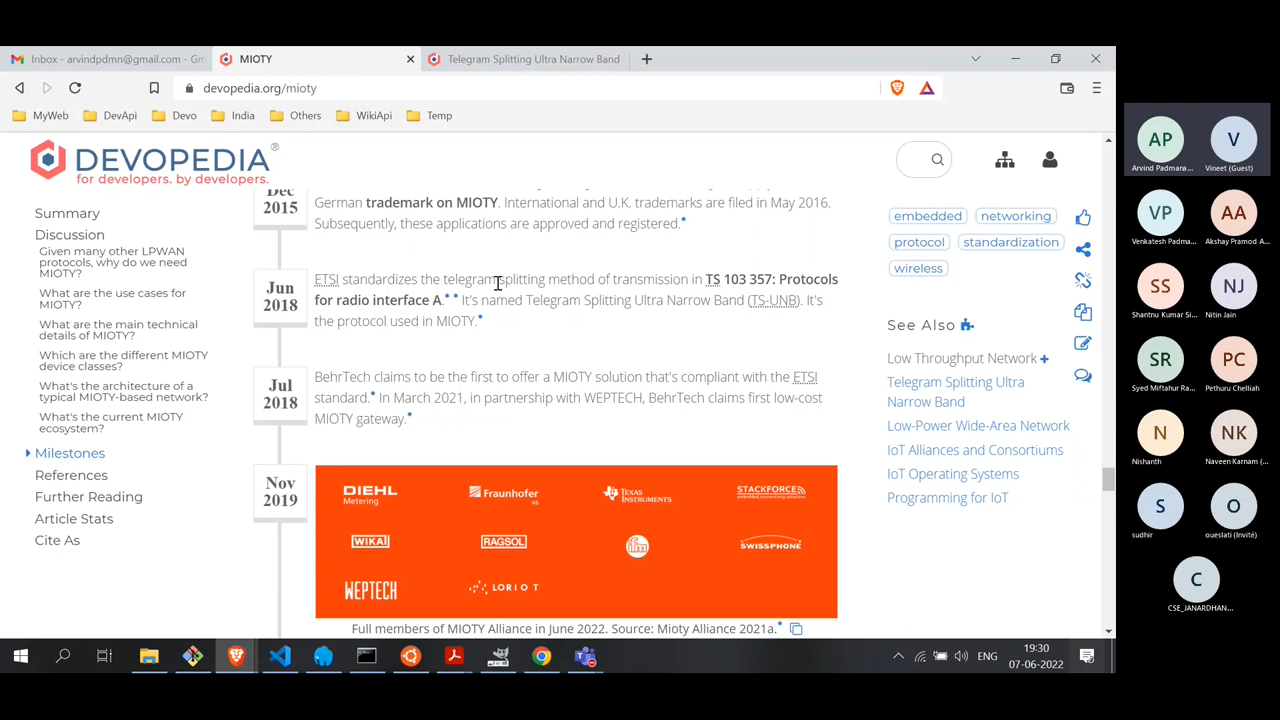 Inbox - arvindpdmn@gmail.com - Gm
MIOTY
Telegram Splitting Ultra Narrow Band
devopedia.org/mioty
MyWeb
DevApi
Devo
India
Others
WikiApi
Temp
DEVOPEDIA®
for developers. by developers.
Summary
Discussion
Given many other LPWAN
protocols, why do we need
MIOTY?
What are the use cases for
MIOTY?
What are the main technical
details of MIOTY?
Which are the different MIOTY
device classes?
What's the architecture of a
typical MIOTY-based network?
What's the current MIOTY
ecosystem?
Milestones
References
Further Reading
Article Stats
Cite As
Dec
2015
German trademark on MIOTY. International and U.K. trademarks are filed in May 2016.
Subsequently, these applications are approved and registered.
Jun
2018
ETSI standardizes the telegram splitting method of transmission in TS 103 357: Protocols
for radio interface A. It's named Telegram Splitting Ultra Narrow Band (TS-UNB). It's
the protocol used in MIOTY.
Jul
2018
BehrTech claims to be the first to offer a MIOTY solution that's compliant with the ETSI
standard. In March 2021, in partnership with WEPTECH, BehrTech claims first low-cost
MIOTY gateway.
Nov
2019
DIEHL
Metering
Fraunhofer
IIS
TEXAS
INSTRUMENTS
STACKFORCE
WIKAI
RAGSOL
ifm
SWISSPHONE
WEPTECH
LORIOT
Full members of MIOTY Alliance in June 2022. Source: Mioty Alliance 2021a.
embedded
networking
protocol
standardization
wireless
See Also
Low Throughput Network +
Telegram Splitting Ultra
Narrow Band
Low-Power Wide-Area Network
IoT Alliances and Consortiums
IoT Operating Systems
Programming for IoT
AP
Arvind Padmana...
V
Vineet (Guest)
VP
Venkatesh Padma...
AA
Akshay Pramod A...
SS
Shantnu Kumar Si...
NJ
Nitin Jain
SR
Syed Miftahur Ra...
PC
Pethuru Chelliah
N
Nishanth
NK
Naveen Karnam (...
S
sudhir
O
oueslati (Invité)
C
CSE_JANARDHAN...
ENG
19:30
07-06-2022